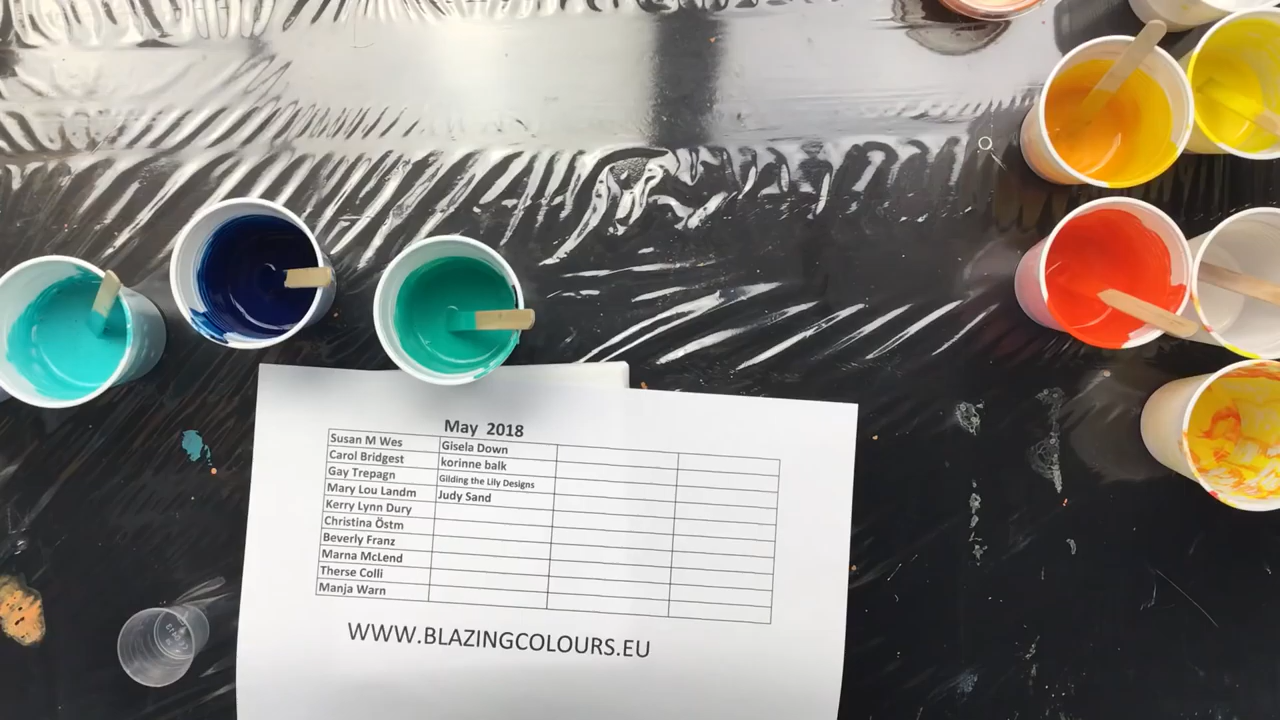 May 2018
Susan M Wes
Gisela Down
Carol Bridgest
korinne balk
Gay Trepagn
Gilding the Lily Designs
Mary Lou Landm
Judy Sand
Kerry Lynn Dury
Christina Östm
Beverly Franz
Marna McLend
Therse Colli
Manja Warn
WWW.BLAZINGCOLOURS.EU